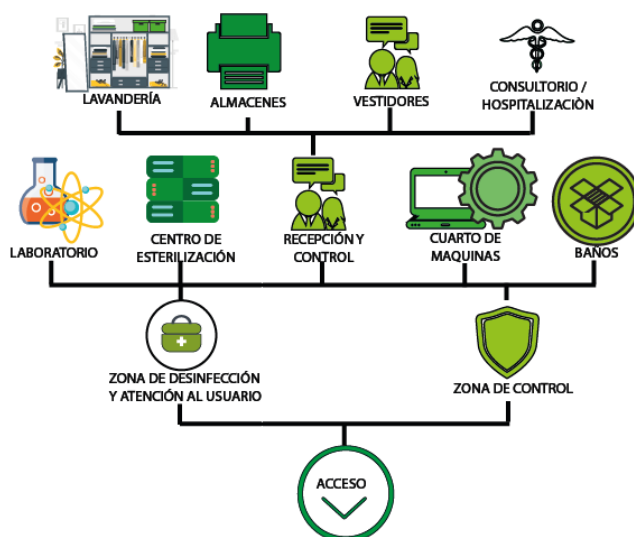 LAVANDERÍA
ALMACENES
VESTIDORES
CONSULTORIO /
HOSPITALIZACIÒN
LABORATORIO
CENTRO DE
ESTERILIZACIÓN
RECEPCIÓN Y
CONTROL
CUARTO DE
MAQUINAS
BAÑOS
ZONA DE DESINFECCIÓN
Y ATENCIÓN AL USUARIO
ZONA DE CONTROL
ACCESO